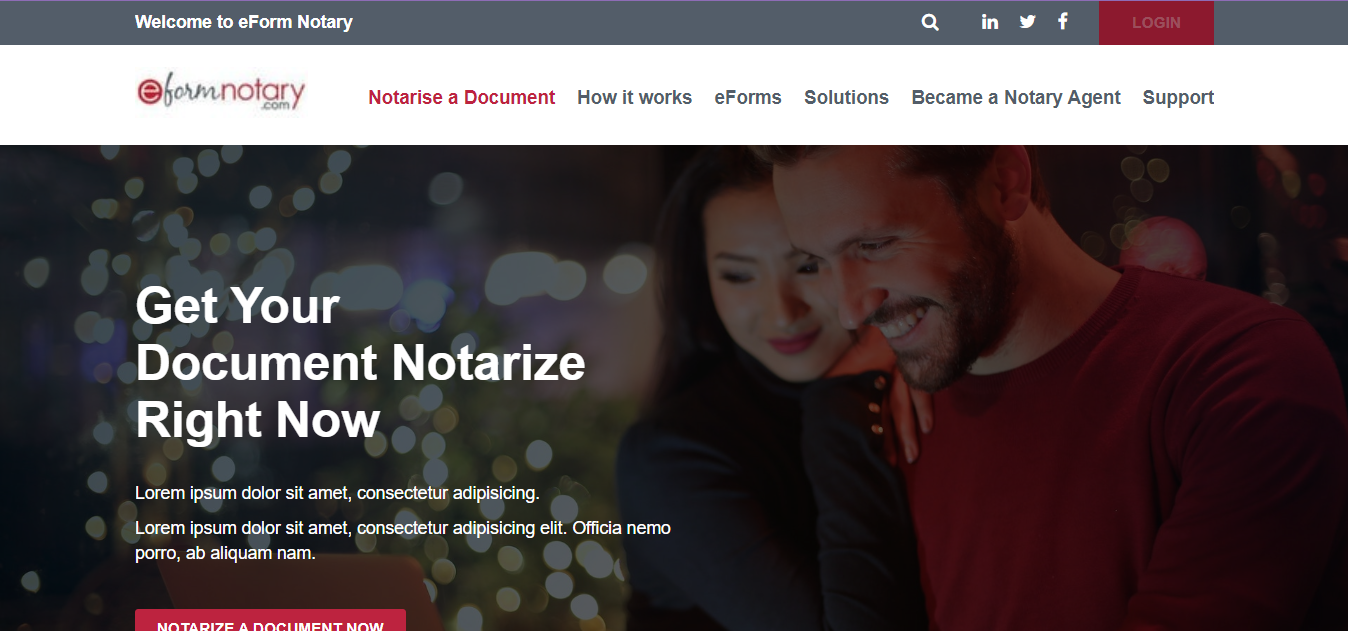 Welcome to eForm Notary
LOGIN
eformnotary
.com
Notarise a Document How it works eForms Solutions Became a Notary Agent Support
Get Your
Document Notarize
Right Now
Lorem ipsum dolor sit amet, consectetur adipisicing.
Lorem ipsum dolor sit amet, consectetur adipisicing elit. Officia nemo
porro, ab aliquam nam.
NOTARIZE A DOCUMENT NOW